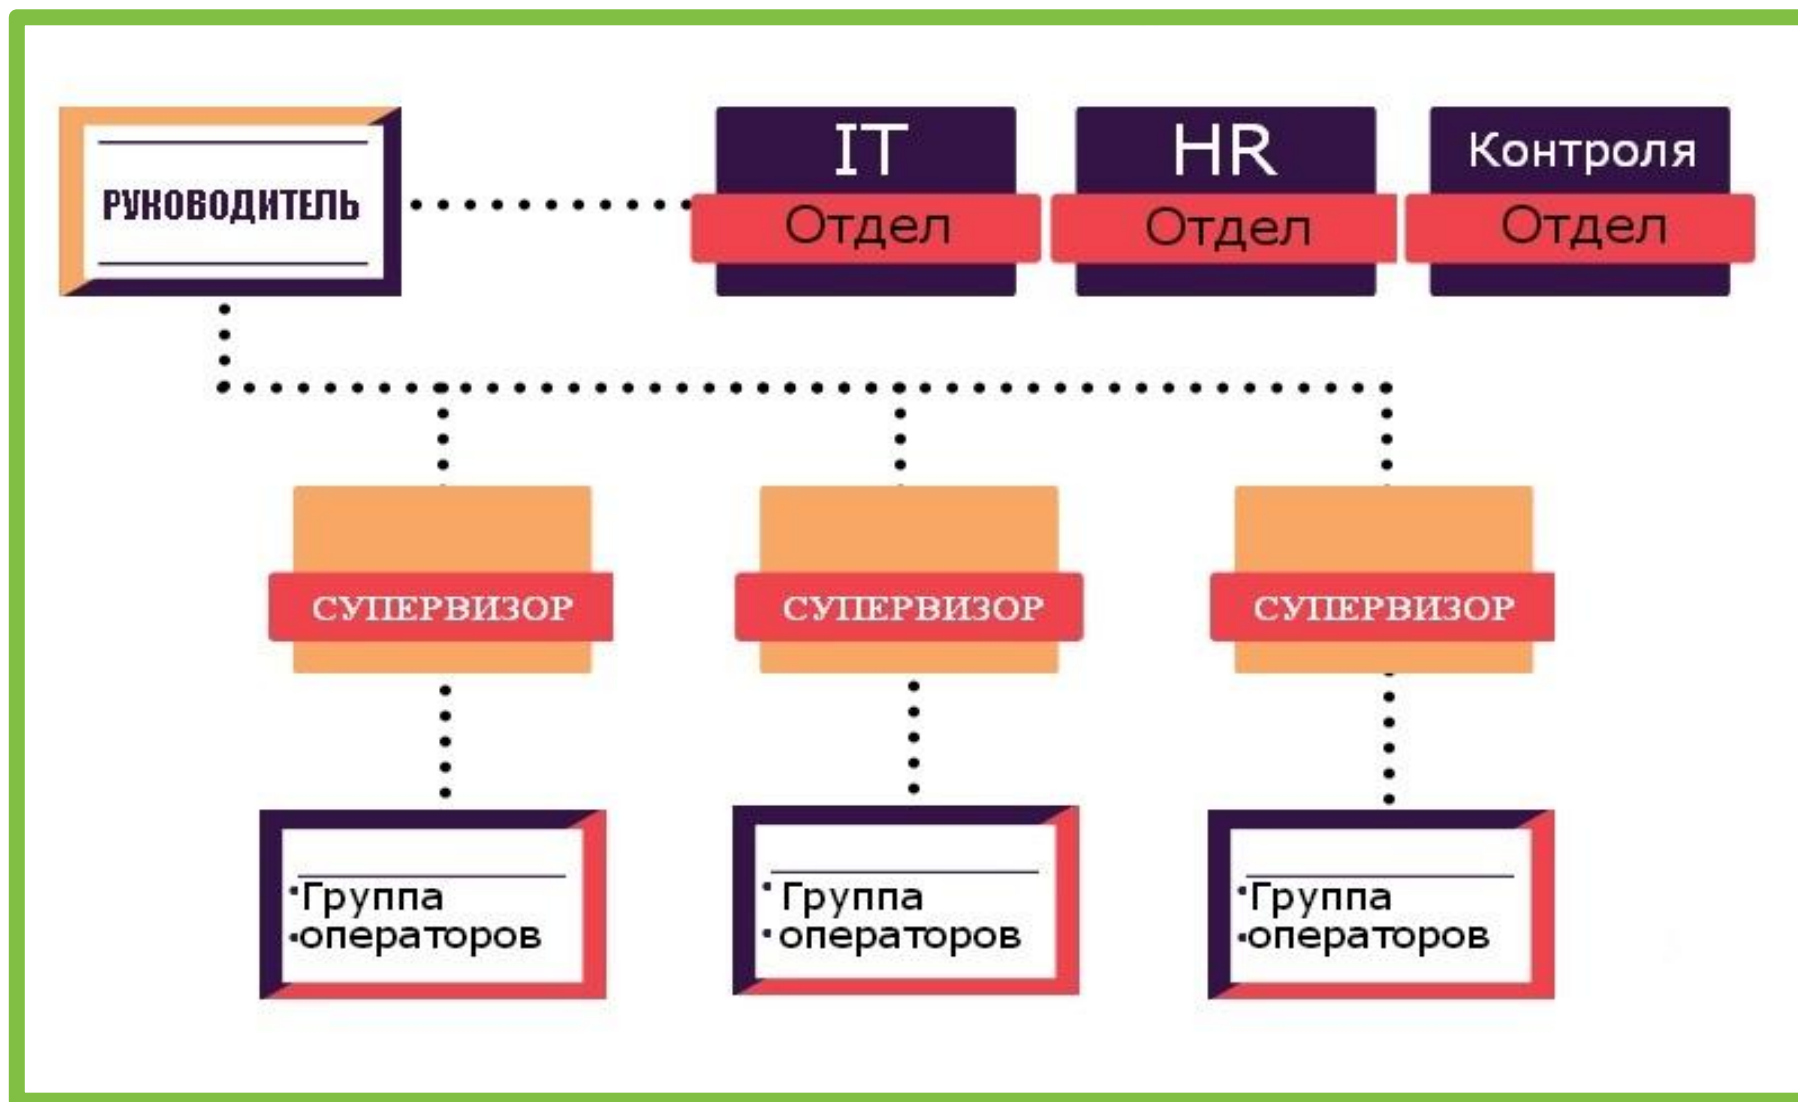 РУКОВОДИТЕЛЬ
IT
Отдел
HR
Отдел
Контроля
Отдел
СУПЕРВИЗОР
СУПЕРВИЗОР
СУПЕРВИЗОР
•Группа
•операторов
•Группа
•операторов
•Группа
•операторов